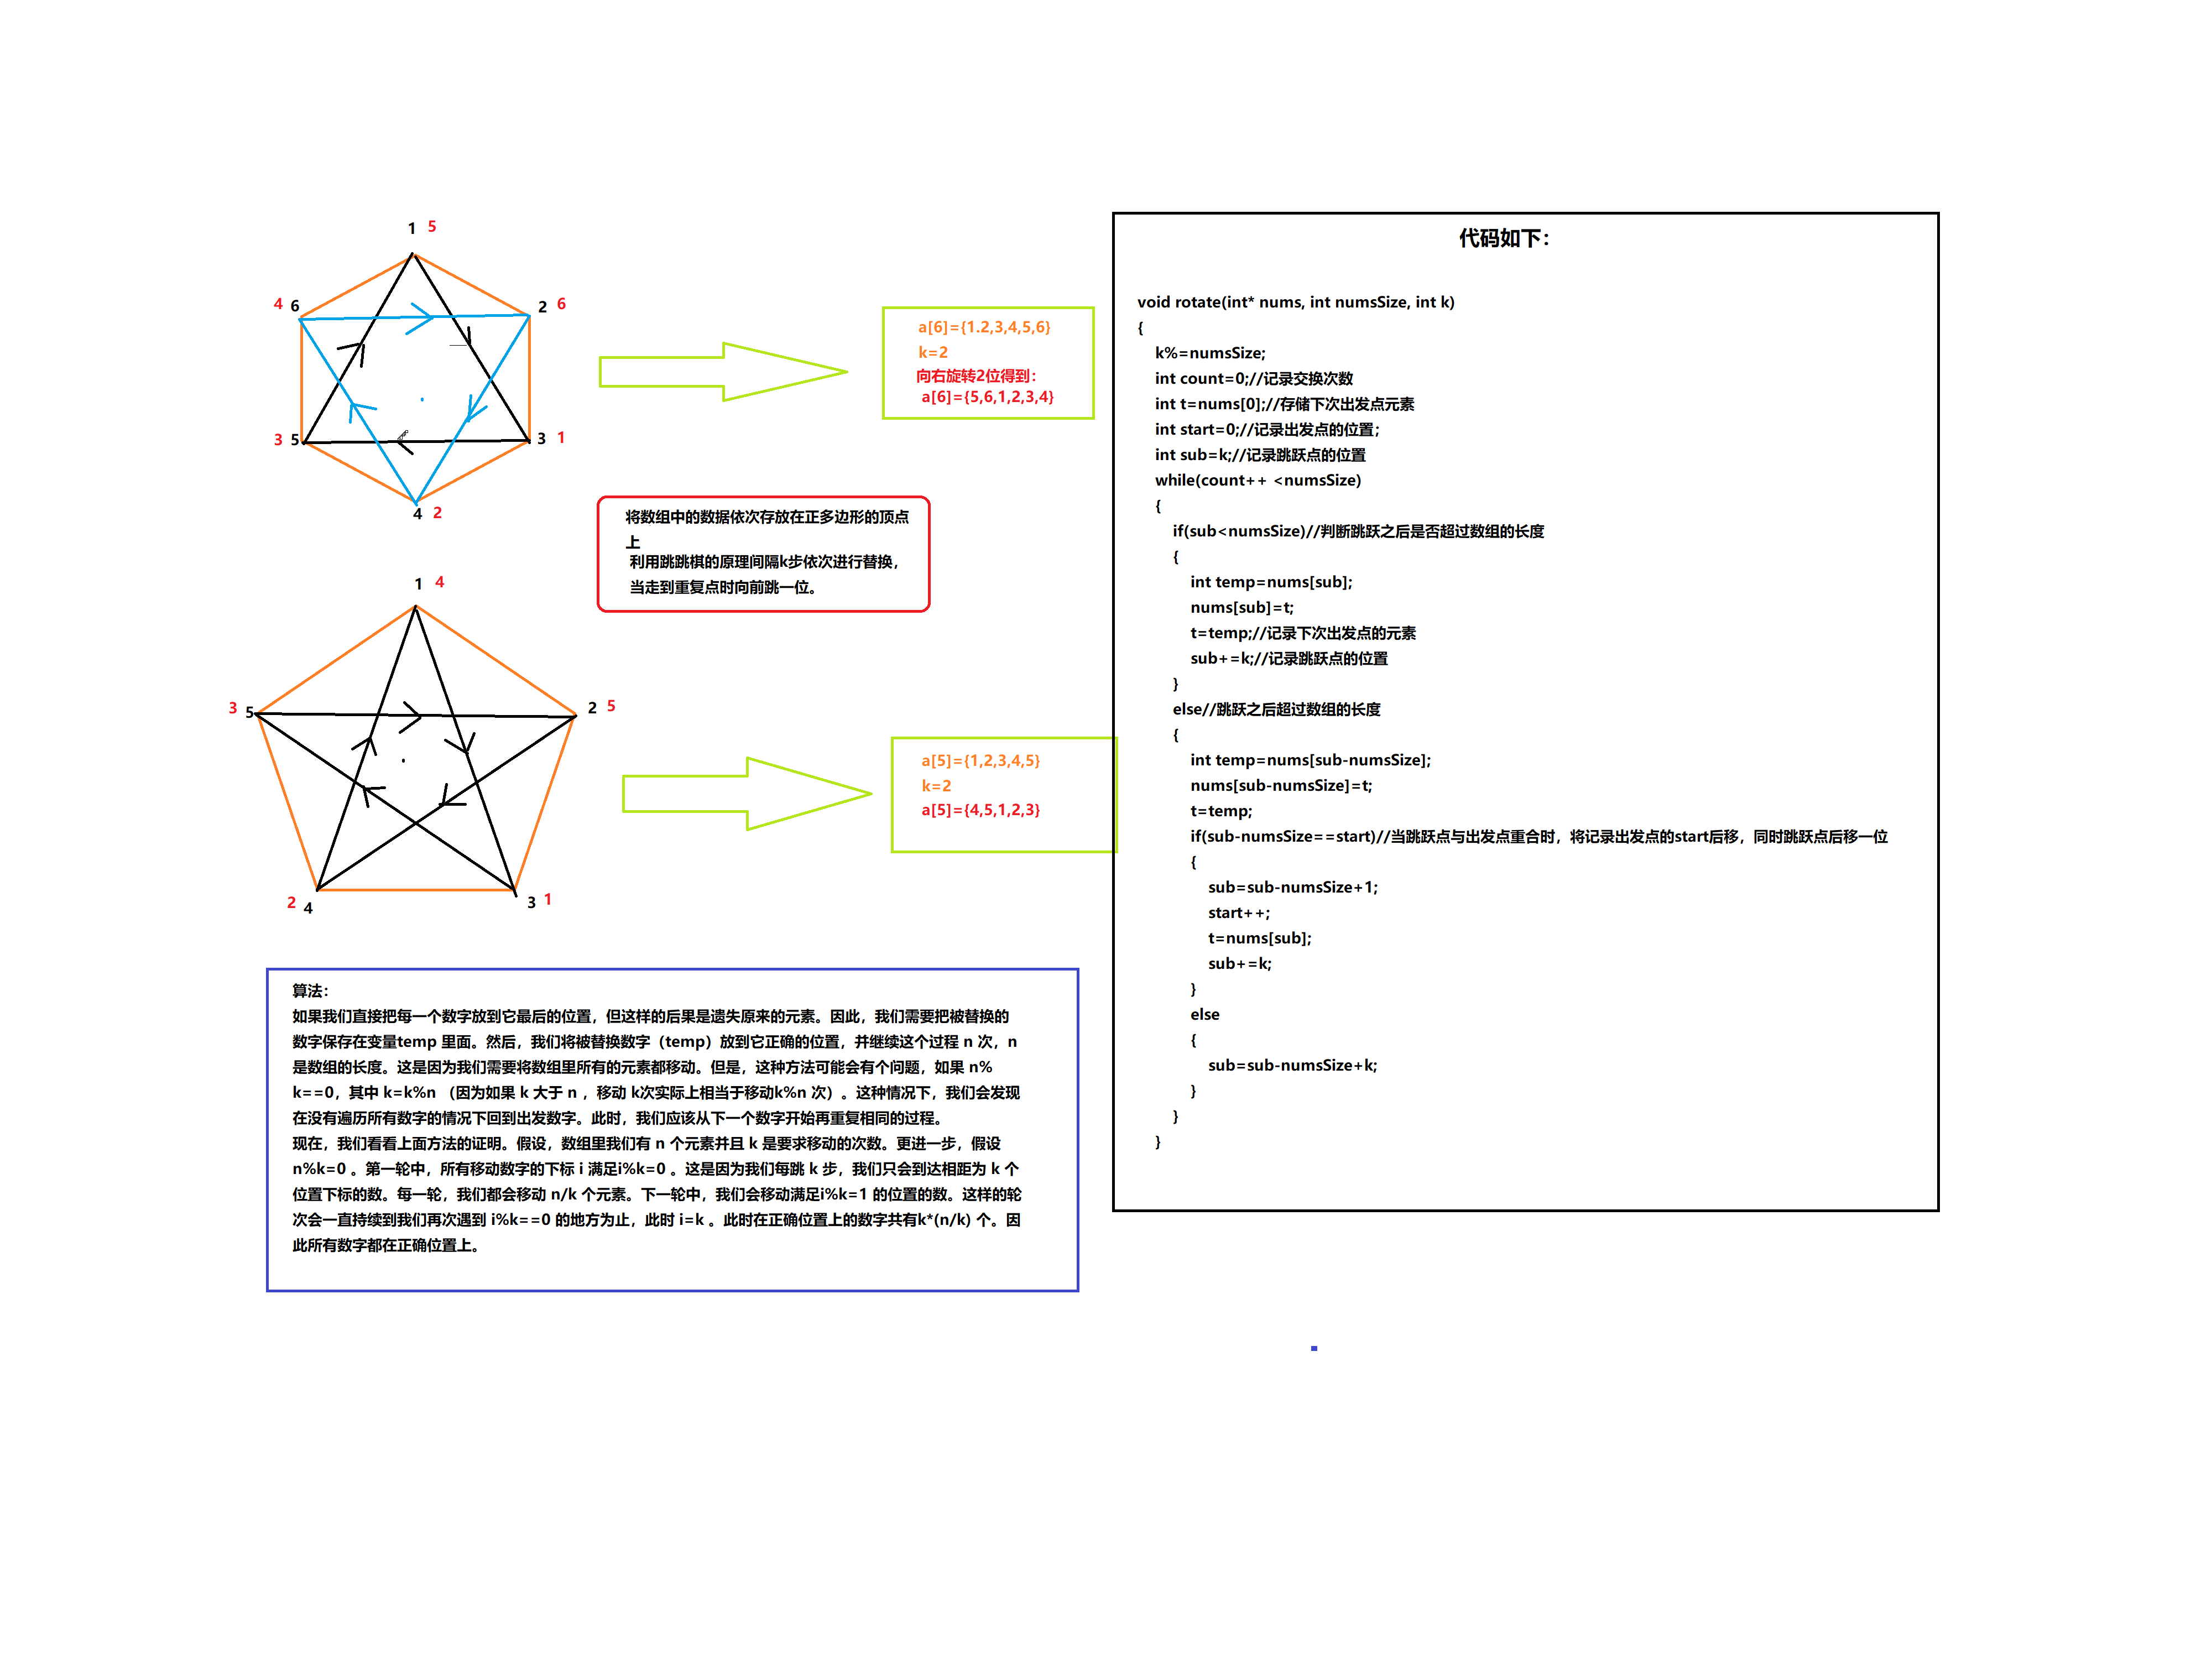 1 5
4 6
2 6
3 5
3 1
4 2
a[6]={1.2,3,4,5,6}
k=2
向右旋转2位得到：
a[6]={5,6,1,2,3,4}
将数组中的数据依次存放在正多边形的顶点
上
利用跳跳棋的原理间隔k步依次进行替换，
当走到重复点时向前跳一位。
1 4
3 5
2 5
2 4
3 1
a[5]={1,2,3,4,5}
k=2
a[5]={4,5,1,2,3}
算法：
如果我们直接把每一个数字放到它最后的位置，但这样的后果是遗失原来的元素。因此，我们需要把被替换的
数字保存在变量temp 里面。然后，我们将被替换数字（temp）放到它正确的位置，并继续这个过程 n 次，n
是数组的长度。这是因为我们需要将数组里所有的元素都移动。但是，这种方法可能会有个问题，如果 n%
k==0，其中 k=k%n （因为如果 k 大于 n ，移动 k次实际上相当于移动k%n 次）。这种情况下，我们会发现
在没有遍历所有数字的情况下回到出发数字。此时，我们应该从下一个数字开始再重复相同的过程。
现在，我们看看上面方法的证明。假设，数组里我们有 n 个元素并且 k 是要求移动的次数。更进一步，假设
n%k=0 。第一轮中，所有移动数字的下标 i 满足i%k=0 。这是因为我们每跳 k 步，我们只会到达相距为 k 个
位置下标的数。每一轮，我们都会移动 n/k 个元素。下一轮中，我们会移动满足i%k=1 的位置的数。这样的轮
次会一直持续到我们再次遇到 i%k==0 的地方为止，此时 i=k 。此时在正确位置上的数字共有k*(n/k) 个。因
此所有数字都在正确位置上。
代码如下：
void rotate(int* nums, int numsSize, int k)
{
k%=numsSize;
int count=0;//记录交换次数
int t=nums[0];//存储下次出发点元素
int start=0;//记录出发点的位置；
int sub=k;//记录跳跃点的位置
while(count++ <numsSize)
{
if(sub<numsSize)//判断跳跃之后是否超过数组的长度
{
int temp=nums[sub];
nums[sub]=t;
t=temp;//记录下次出发点的元素
sub+=k;//记录跳跃点的位置
}
else//跳跃之后超过数组的长度
{
int temp=nums[sub-numsSize];
nums[sub-numsSize]=t;
t=temp;
if(sub-numsSize==start)//当跳跃点与出发点重合时，将记录出发点的start后移，同时跳跃点后移一位
{
sub=sub-numsSize+1;
start++;
t=nums[sub];
sub+=k;
}
else
{
sub=sub-numsSize+k;
}
}
}